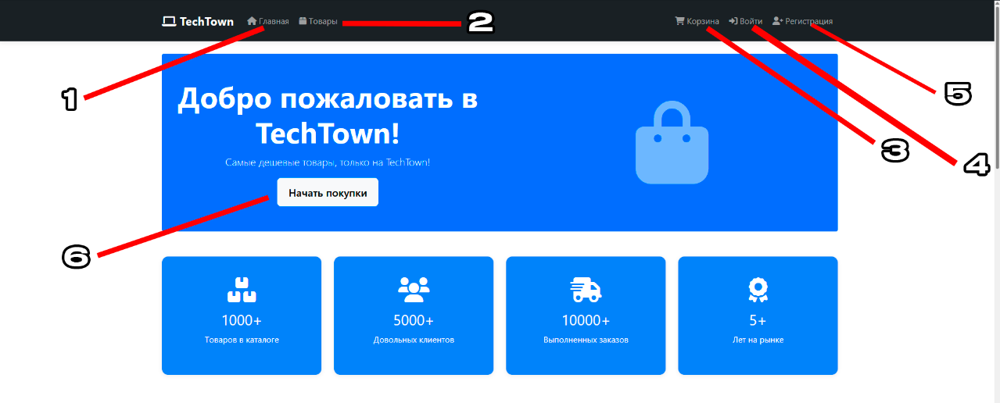 TechTown Главная Товары 2 Корзина Войти Регистрация
1
5
Добро пожаловать в
TechTown!
3
4
Самые дешевые товары, только на TechTown!
Начать покупки
6
1000+
Товаров в каталоге
5000+
Довольных клиентов
10000+
Выполненных заказов
5+
Лет на рынке